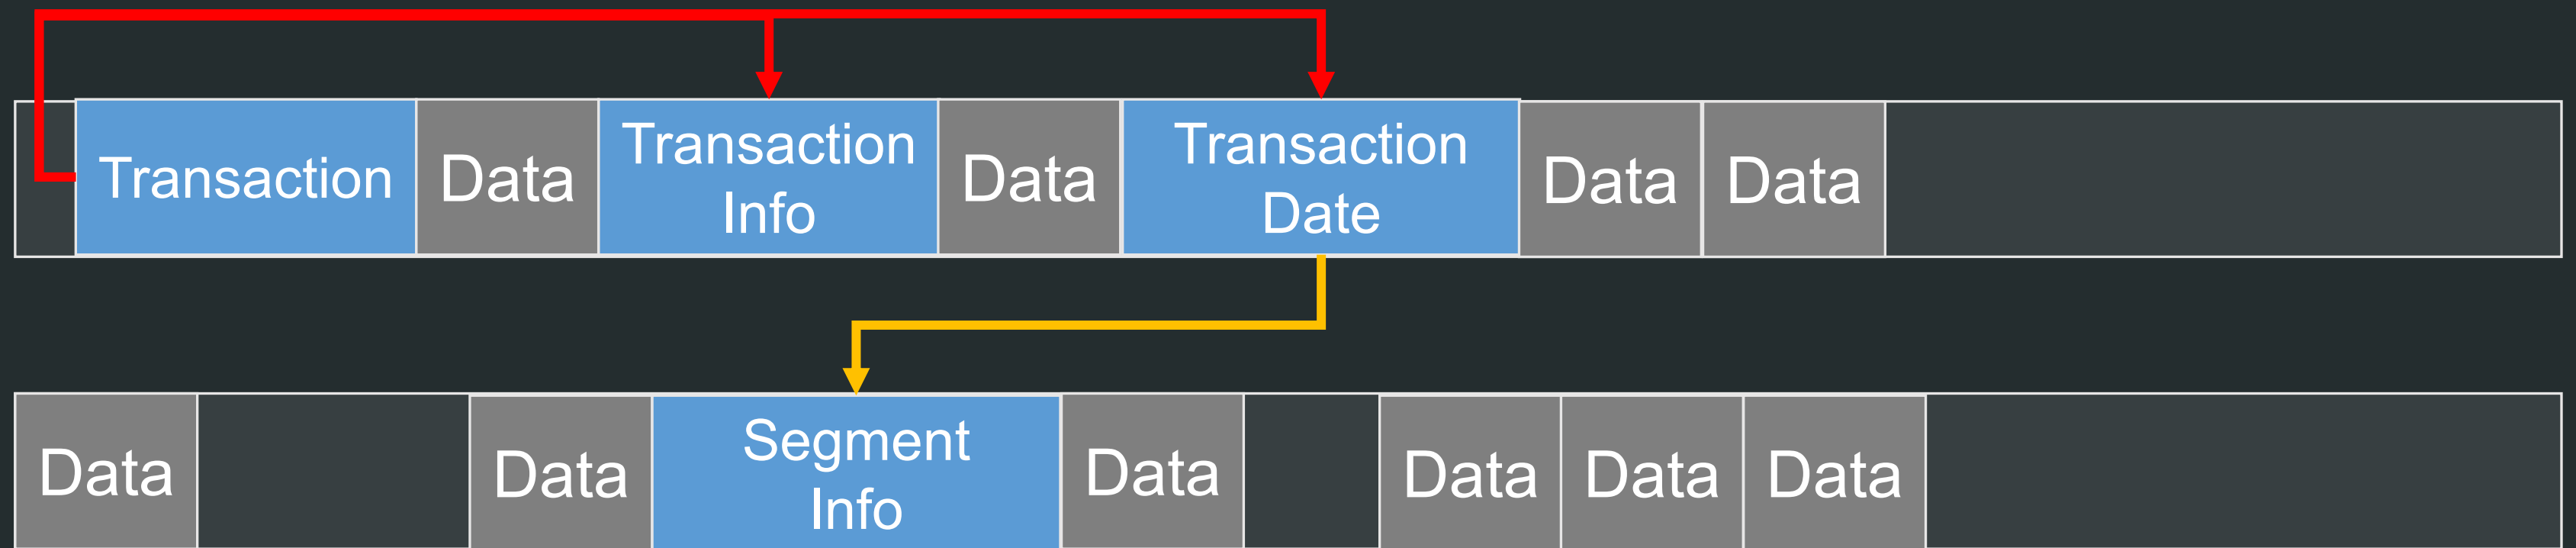 Transaction
Data
Transaction
Info
Data
Transaction
Date
Data
Data
Data
Data
Segment
Info
Data
Data
Data
Data